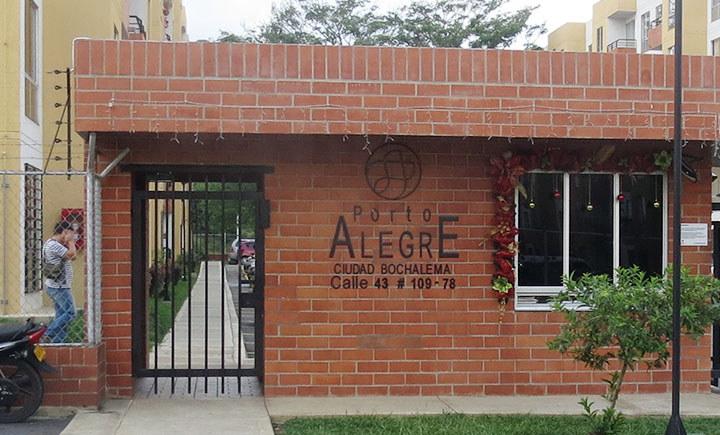 Porto
ALEGRE
CIUDAD BOCHALEMA
Calle 43 # 109-78